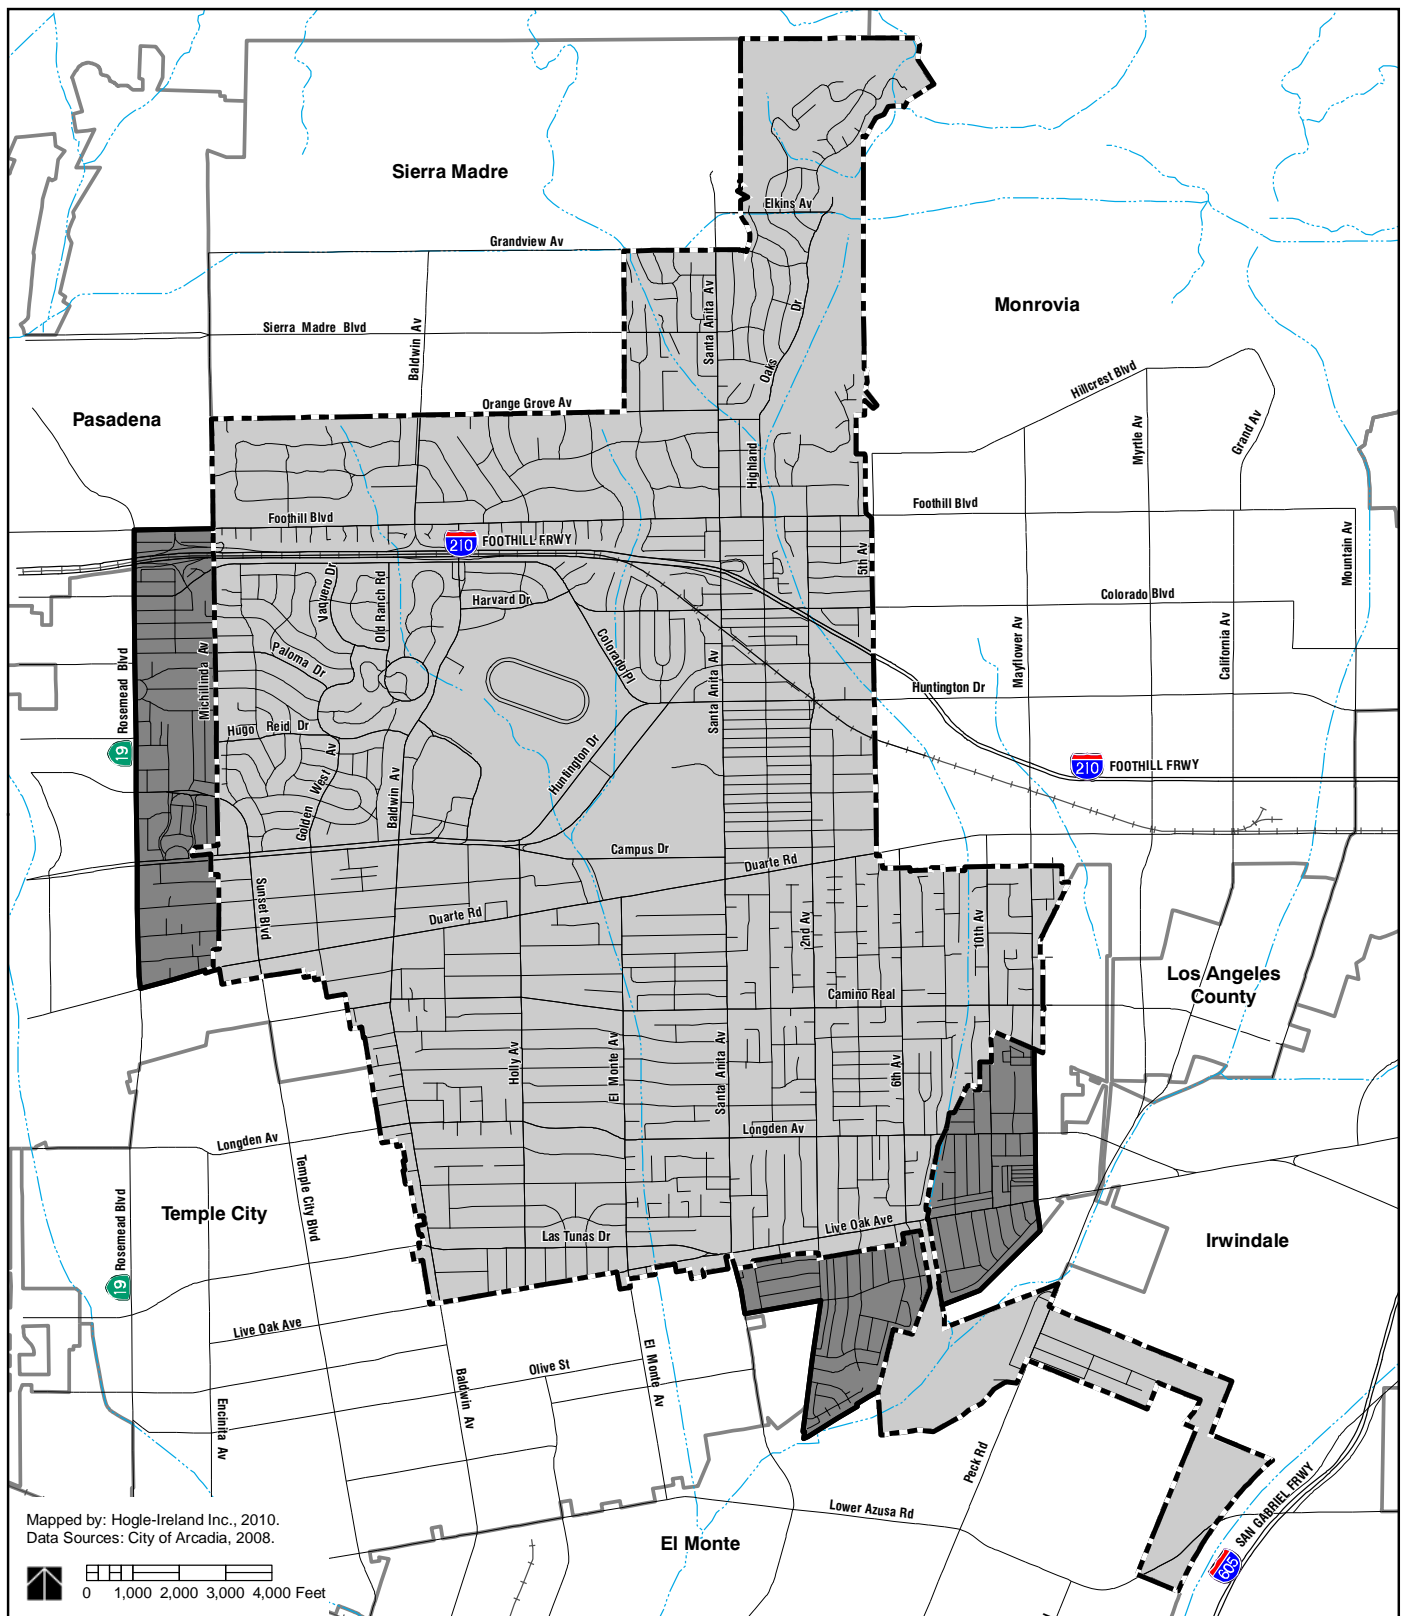 Sierra Madre
Elkins Av
Grandview Av
Santa Anita Av
Dr
Oaks
Monrovia
Sierra Madre Blvd
Baldwin Av
Hillcrest Blvd
Orange Grove Av
Pasadena
Myrtle Av
Grand Av
Highland
Foothill Blvd
Foothill Blvd
Mountain Av
210 FOOTHILL FRWY
5th Av
Vaquero Dr
Old Ranch Rd
Harvard Dr
Colorado Blvd
Colorado Pl
Mayflower Av
California Av
Michillinda Av
Paloma Dr
Santa Anita Av
Rosemead Blvd
19
Huntington Dr
Hugo Reid Dr
Golden West Av
Baldwin Av
Huntington Dr
210 FOOTHILL FRWY
Campus Dr
Duarte Rd
Sunset Blvd
Duarte Rd
2nd Av
10th Av
Los Angeles
County
Camino Real
Holly Av
El Monte Av
Santa Anita Av
6th Av
Longden Av
Longden Av
Temple City Blvd
Rosemead Blvd
19
Temple City
Live Oak Ave
Las Tunas Dr
Irwindale
Live Oak Ave
Olive St
El Monte Av
Baldwin Av
Encinita Av
Peck Rd
Lower Azusa Rd
SAN GABRIEL FRWY
605
El Monte
Mapped by: Hogle-Ireland Inc., 2010.
Data Sources: City of Arcadia, 2008.
0 1,000 2,000 3,000 4,000 Feet